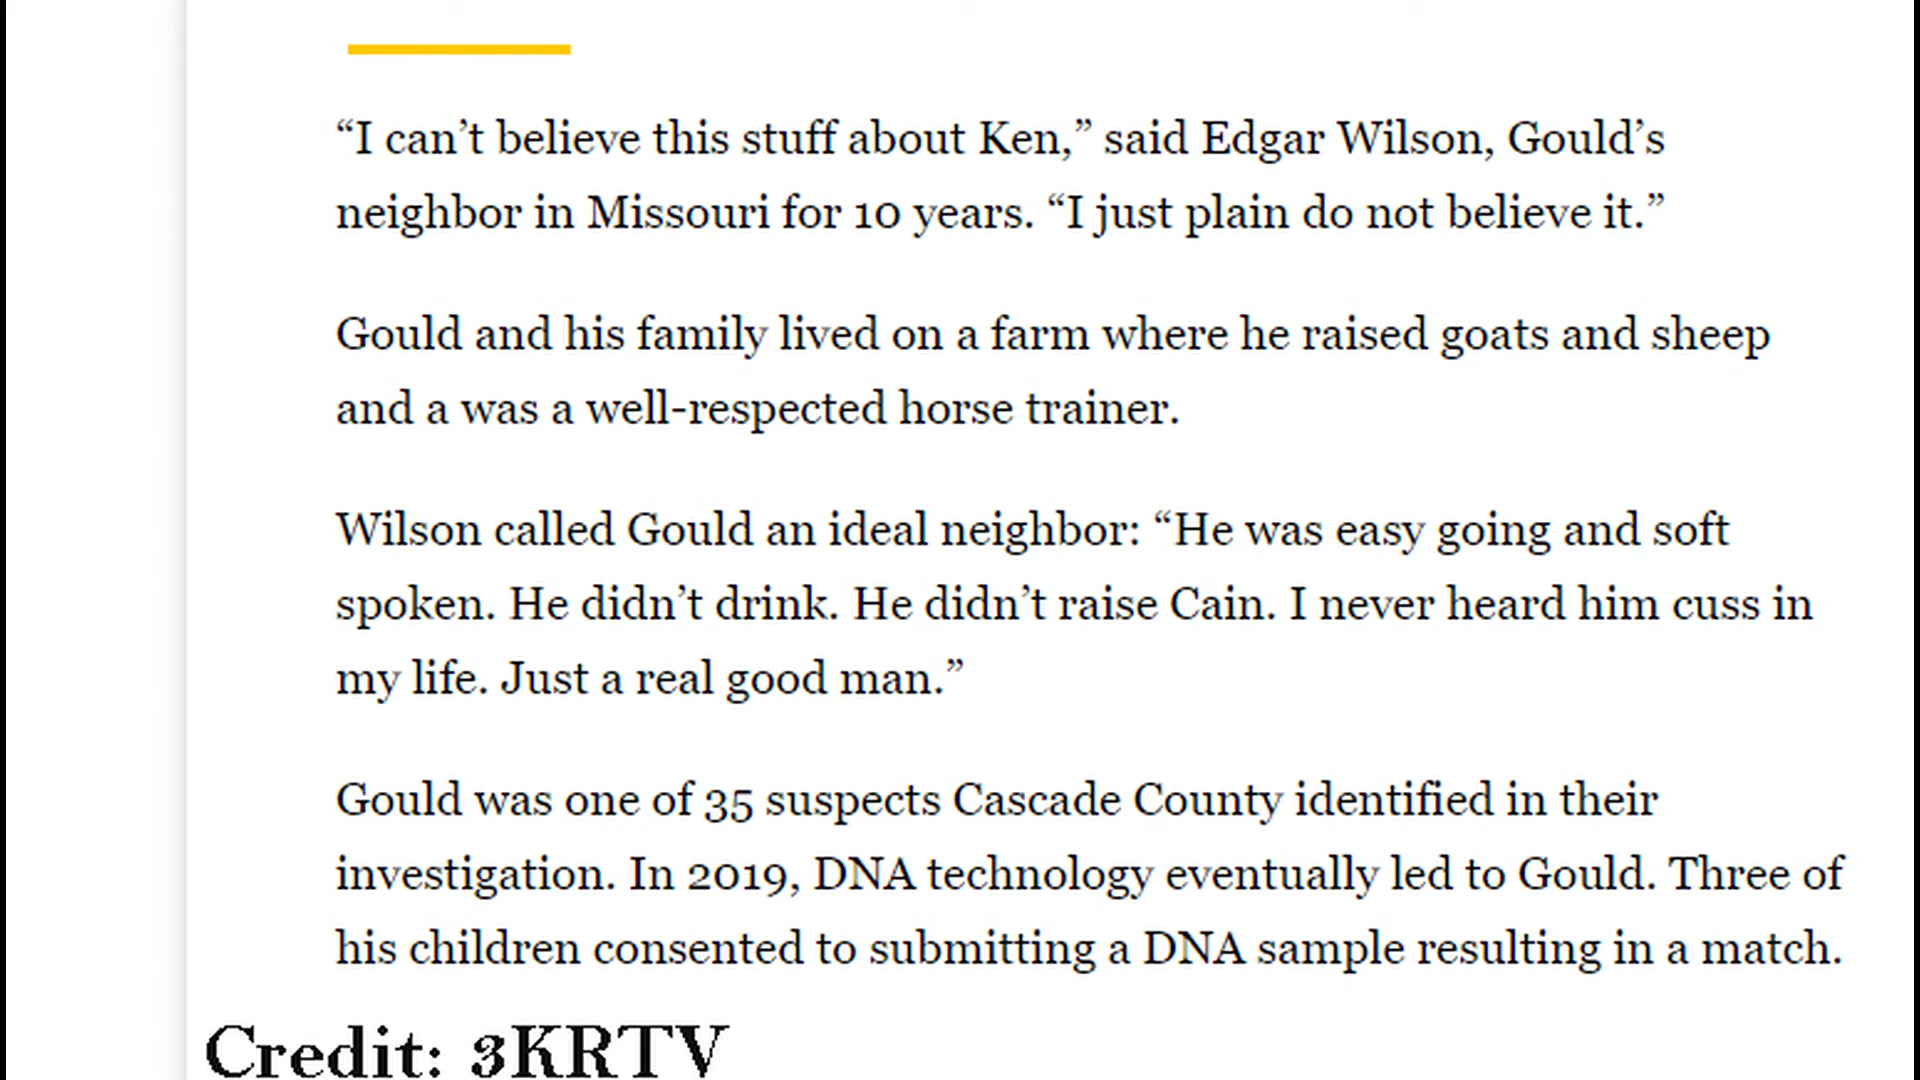 “I can’t believe this stuff about Ken,” said Edgar Wilson, Gould’s
neighbor in Missouri for 10 years. “I just plain do not believe it.”
Gould and his family lived on a farm where he raised goats and sheep
and a was a well-respected horse trainer.
Wilson called Gould an ideal neighbor: “He was easy going and soft
spoken. He didn’t drink. He didn’t raise Cain. I never heard him cuss in
my life. Just a real good man.”
Gould was one of 35 suspects Cascade County identified in their
investigation. In 2019, DNA technology eventually led to Gould. Three of
his children consented to submitting a DNA sample resulting in a match.
Credit: 3KRTV